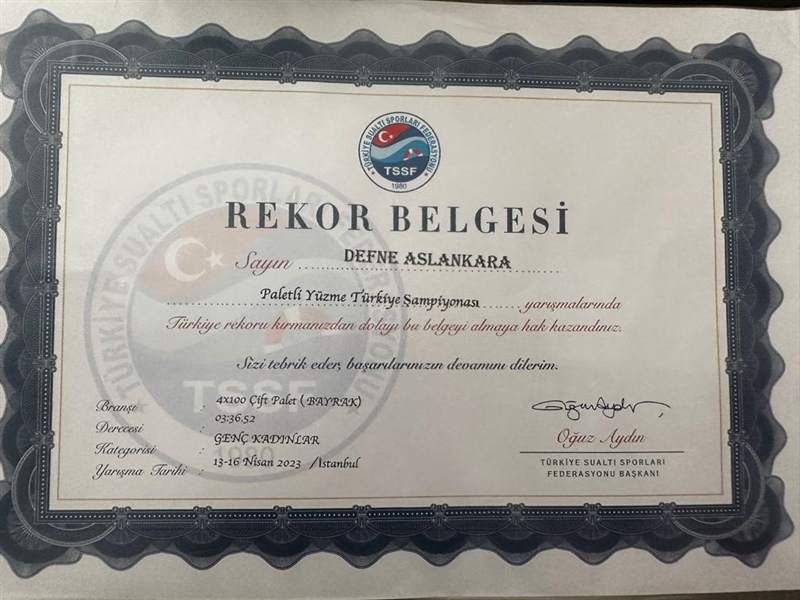 TÜRKİYE SUALTI SPORLARI FEDERASYONU
TSSF
1980
REKOR BELGESİ
Sayın DEFNE ASLANKARA
Paletli Yüzme Türkiye Şampiyonası yarışmalarında
Türkiye rekoru kırmanızdan dolayı bu belgeyi almaya hak kazandınız.
Sizi tebrik eder, başarılarınızın devamını dilerim.
Branşı : 4x100 Çift Palet ( BAYRAK)
Derecesi : 03:36.52
Kategorisi : GENÇ KADINLAR
Yarışma Tarihi : 13-16 Nisan 2023 /İstanbul
Oğuz Aydın
TÜRKİYE SUALTI SPORLARI
FEDERASYONU BAŞKANI